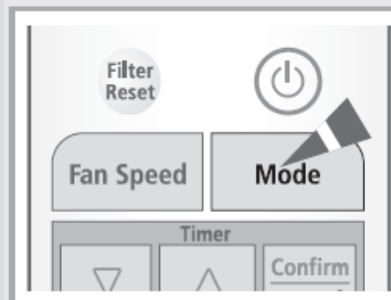 Filter
Reset
Fan Speed
Mode
Timer
Confirm